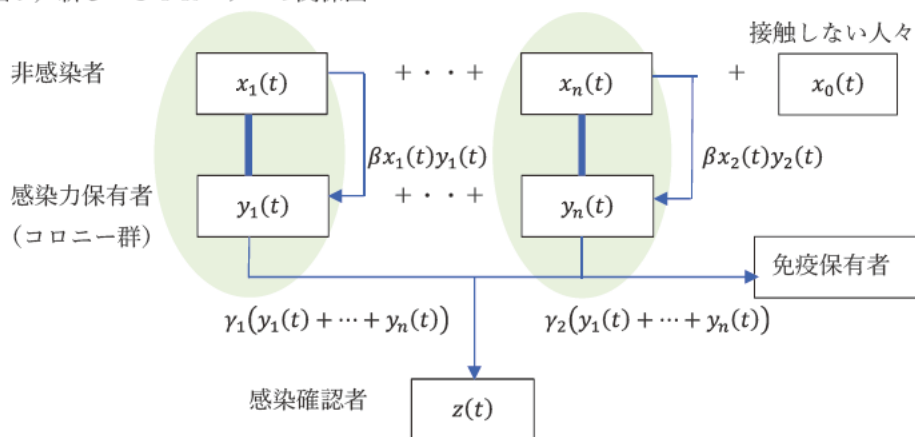 接触しない人々
非感染者
x₁(t)
+・・・+
xₙ(t)
+
x₀(t)
βx₁(t)y₁(t)
βx₂(t)y₂(t)
感染力保有者
(コロニー群)
y₁(t)
+・・・+
yₙ(t)
免疫保有者
γ₁(y₁(t) + ⋯ + yₙ(t))
γ₂(y₁(t) + ⋯ + yₙ(t))
感染確認者
z(t)